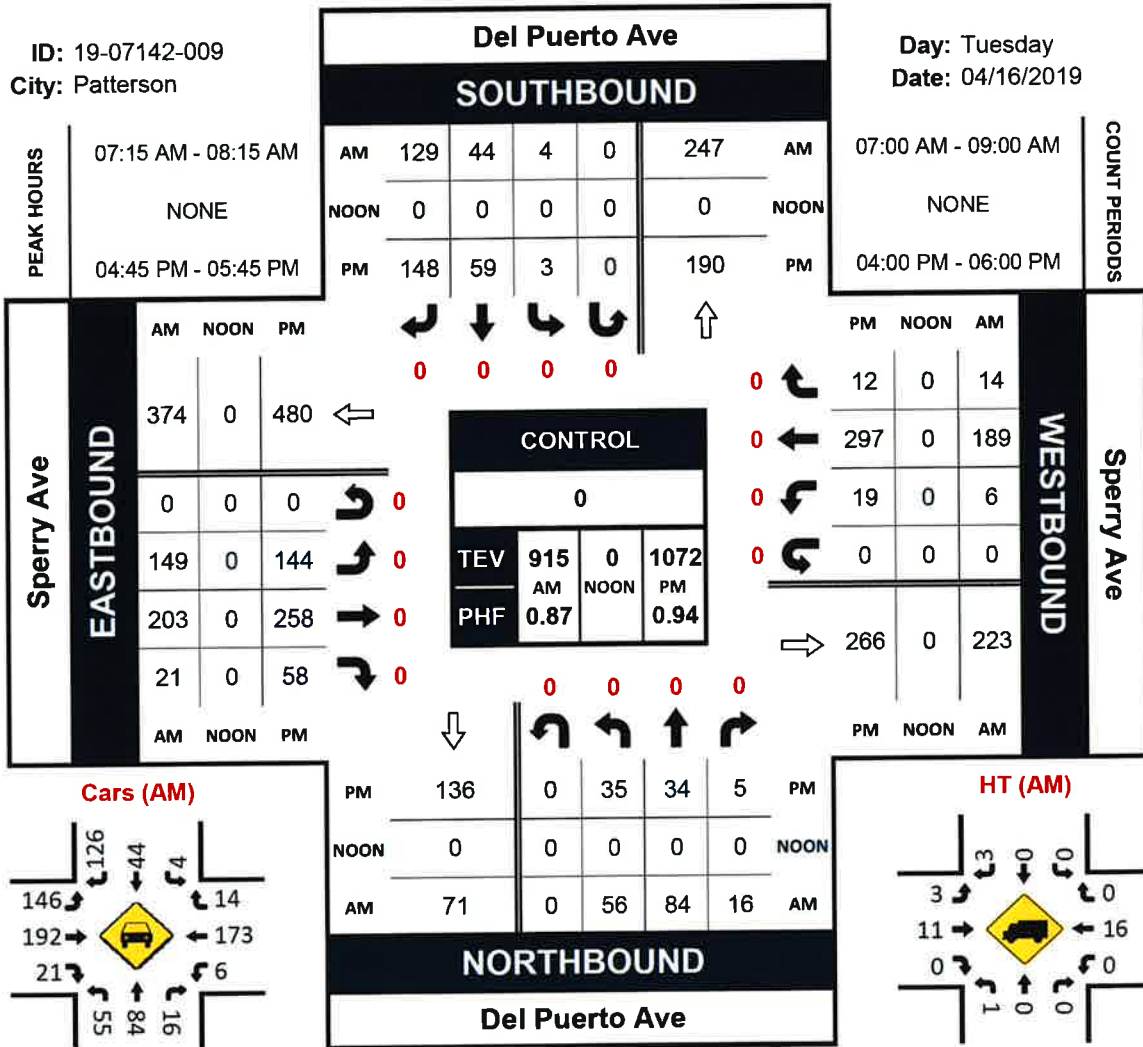 ID: 19-07142-009
City: Patterson
Day: Tuesday
Date: 04/16/2019
Del Puerto Ave
SOUTHBOUND
PEAK HOURS
07:15 AM - 08:15 AM
NONE
04:45 PM - 05:45 PM
AM 129 44 4 0 247 AM
NOON 0 0 0 0 0 NOON
PM 148 59 3 0 190 PM
COUNT PERIODS
07:00 AM - 09:00 AM
NONE
04:00 PM - 06:00 PM
0 0 0 0
Sperry Ave
EASTBOUND
AM NOON PM
374 0 480
0 0 0 0
149 0 144 0
203 0 258 0
21 0 58 0
AM NOON PM
CONTROL
0
TEV 915 0 1072
AM NOON PM
PHF 0.87 0.94
PM NOON AM
0 12 0 14
0 297 0 189
0 19 0 6
0 0 0 0
266 0 223
PM NOON AM
WESTBOUND
Sperry Ave
0 0 0 0
PM 136 0 35 34 5 PM
NOON 0 0 0 0 0 NOON
AM 71 0 56 84 16 AM
NORTHBOUND
Del Puerto Ave
Cars (AM)
126 44 4
146 14
192 173
21 6
55 84 16
HT (AM)
3 0 0
3 0
11 16
0 0
1 0 0